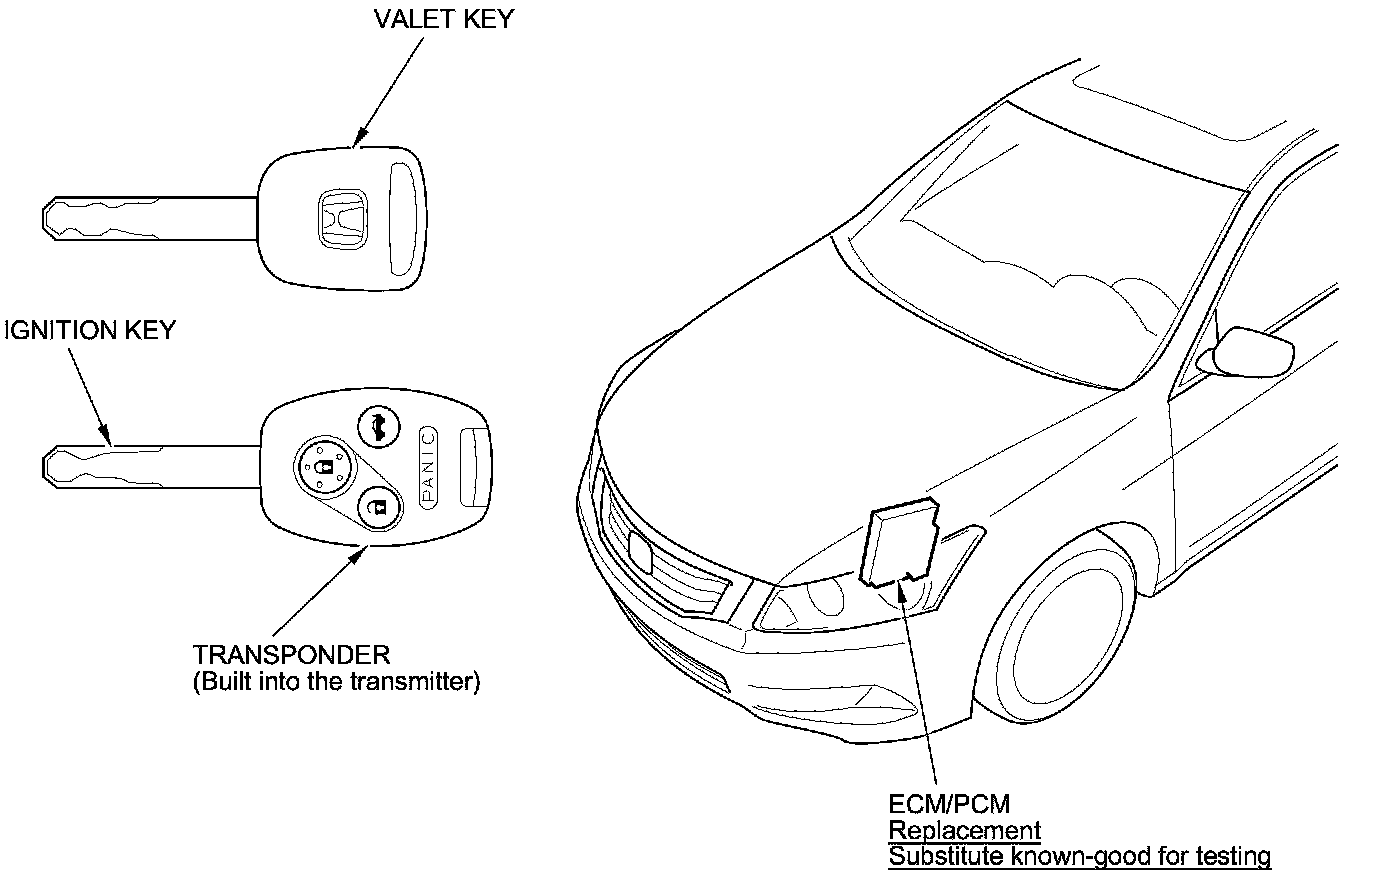 VALET KEY
IGNITION KEY
PANIC
TRANSPONDER
(Built into the transmitter)
ECM/PCM
Replacement
Substitute known-good for testing